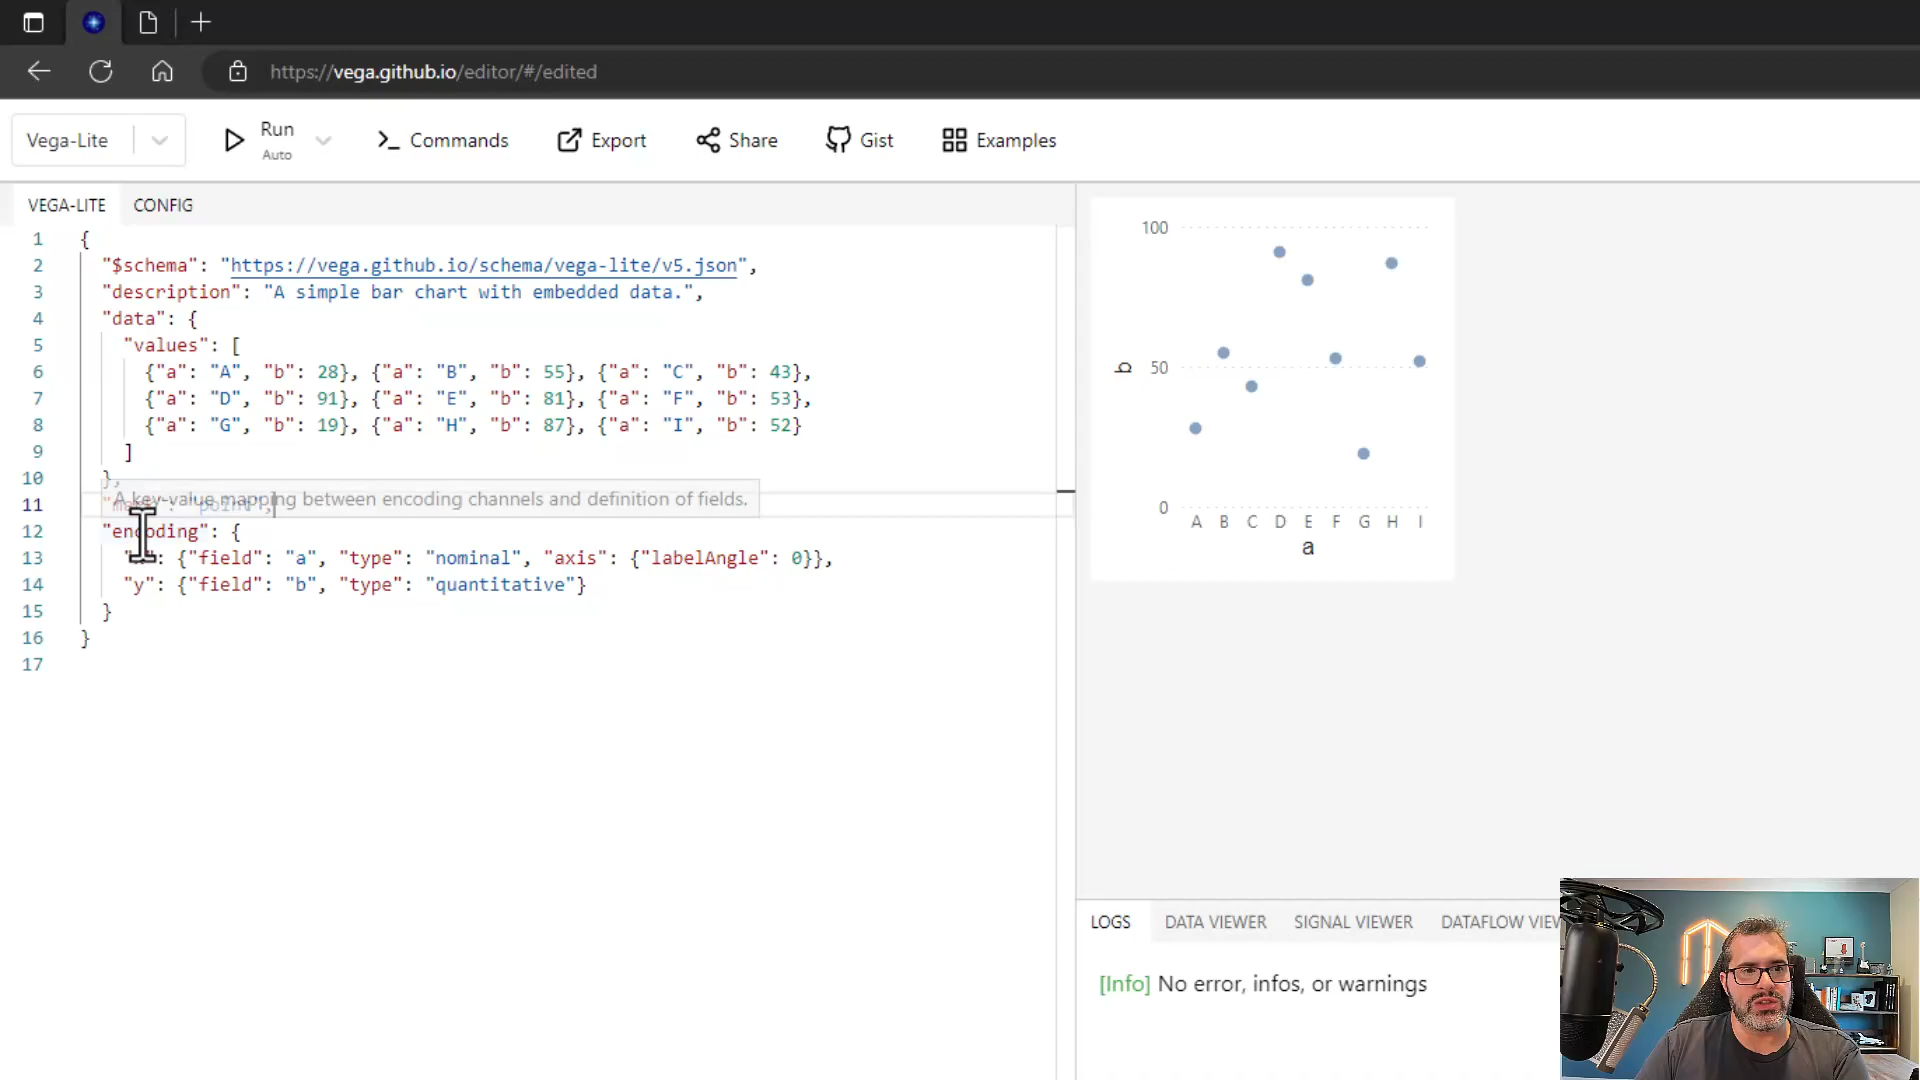 https://vega.github.io/editor/#/edited
Vega-Lite
Run
Auto
Commands
Export
Share
Gist
Examples
VEGA-LITE
CONFIG
1 {
2 "$schema": "https://vega.github.io/schema/vega-lite/v5.json",
3 "description": "A simple bar chart with embedded data.",
4 "data": {
5 "values": [
6 {"a": "A", "b": 28}, {"a": "B", "b": 55}, {"a": "C", "b": 43},
7 {"a": "D", "b": 91}, {"a": "E", "b": 81}, {"a": "F", "b": 53},
8 {"a": "G", "b": 19}, {"a": "H", "b": 87}, {"a": "I", "b": 52}
9 ]
10 },
A key-value mapping between encoding channels and definition of fields.
11 "point",
12 "encoding": {
13 : {"field": "a", "type": "nominal", "axis": {"labelAngle": 0}},
14 "y": {"field": "b", "type": "quantitative"}
15 }
16 }
17
100
50
0
b
A B C D E F G H I
a
LOGS
DATA VIEWER
SIGNAL VIEWER
DATAFLOW
[Info] No error, infos, or warnings